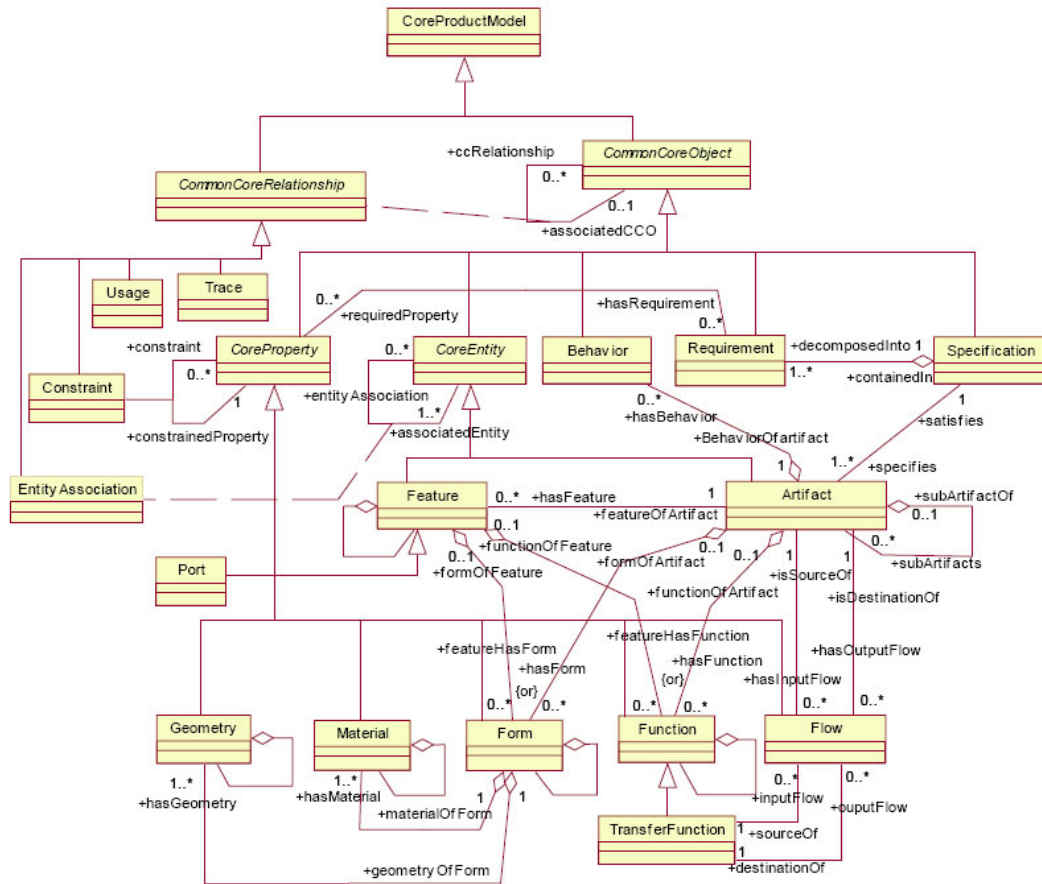 CoreProductModel
+ccRelationship
CommonCoreObject
0..*
CommonCoreRelationship
0..1
+associatedCCO
Usage
Trace
0..*
+requiredProperty
+hasRequirement
0..*
+constraint
0..*
CoreProperty
0..*
CoreEntity
Behavior
Requirement
+decomposedInto
1
Specification
1..*
+containedIn
Constraint
1
+constrainedProperty
+entityAssociation
1..*
+associatedEntity
0..*
+hasBehavior
+BehaviorOfartifact
1
1
+satisfies
1..*
+specifies
EntityAssociation
Feature
0..*
+hasFeature
1
+featureOfArtifact
Artifact
+subArtifactOf
0..1
0..*
+subArtifacts
Port
0..1
+functionOfFeature
0..1
+formOfFeature
0..1
+formOfArtifact
0..1
+functionOfArtifact
1
+isSourceOf
1
+isDestinationOf
+featureHasForm
+hasForm
{or}
+featureHasFunction
+hasFunction
{or}
+hasOutputFlow
+hasInputFlow
0..*
0..*
0..*
0..*
0..*
0..*
Geometry
Material
Form
Function
Flow
1..*
+hasGeometry
1..*
+hasMaterial
+materialOfForm
1
1
+inputFlow
0..*
0..*
+ouputFlow
TransferFunction
1
+sourceOf
1
+destinationOf
+geometryOfForm